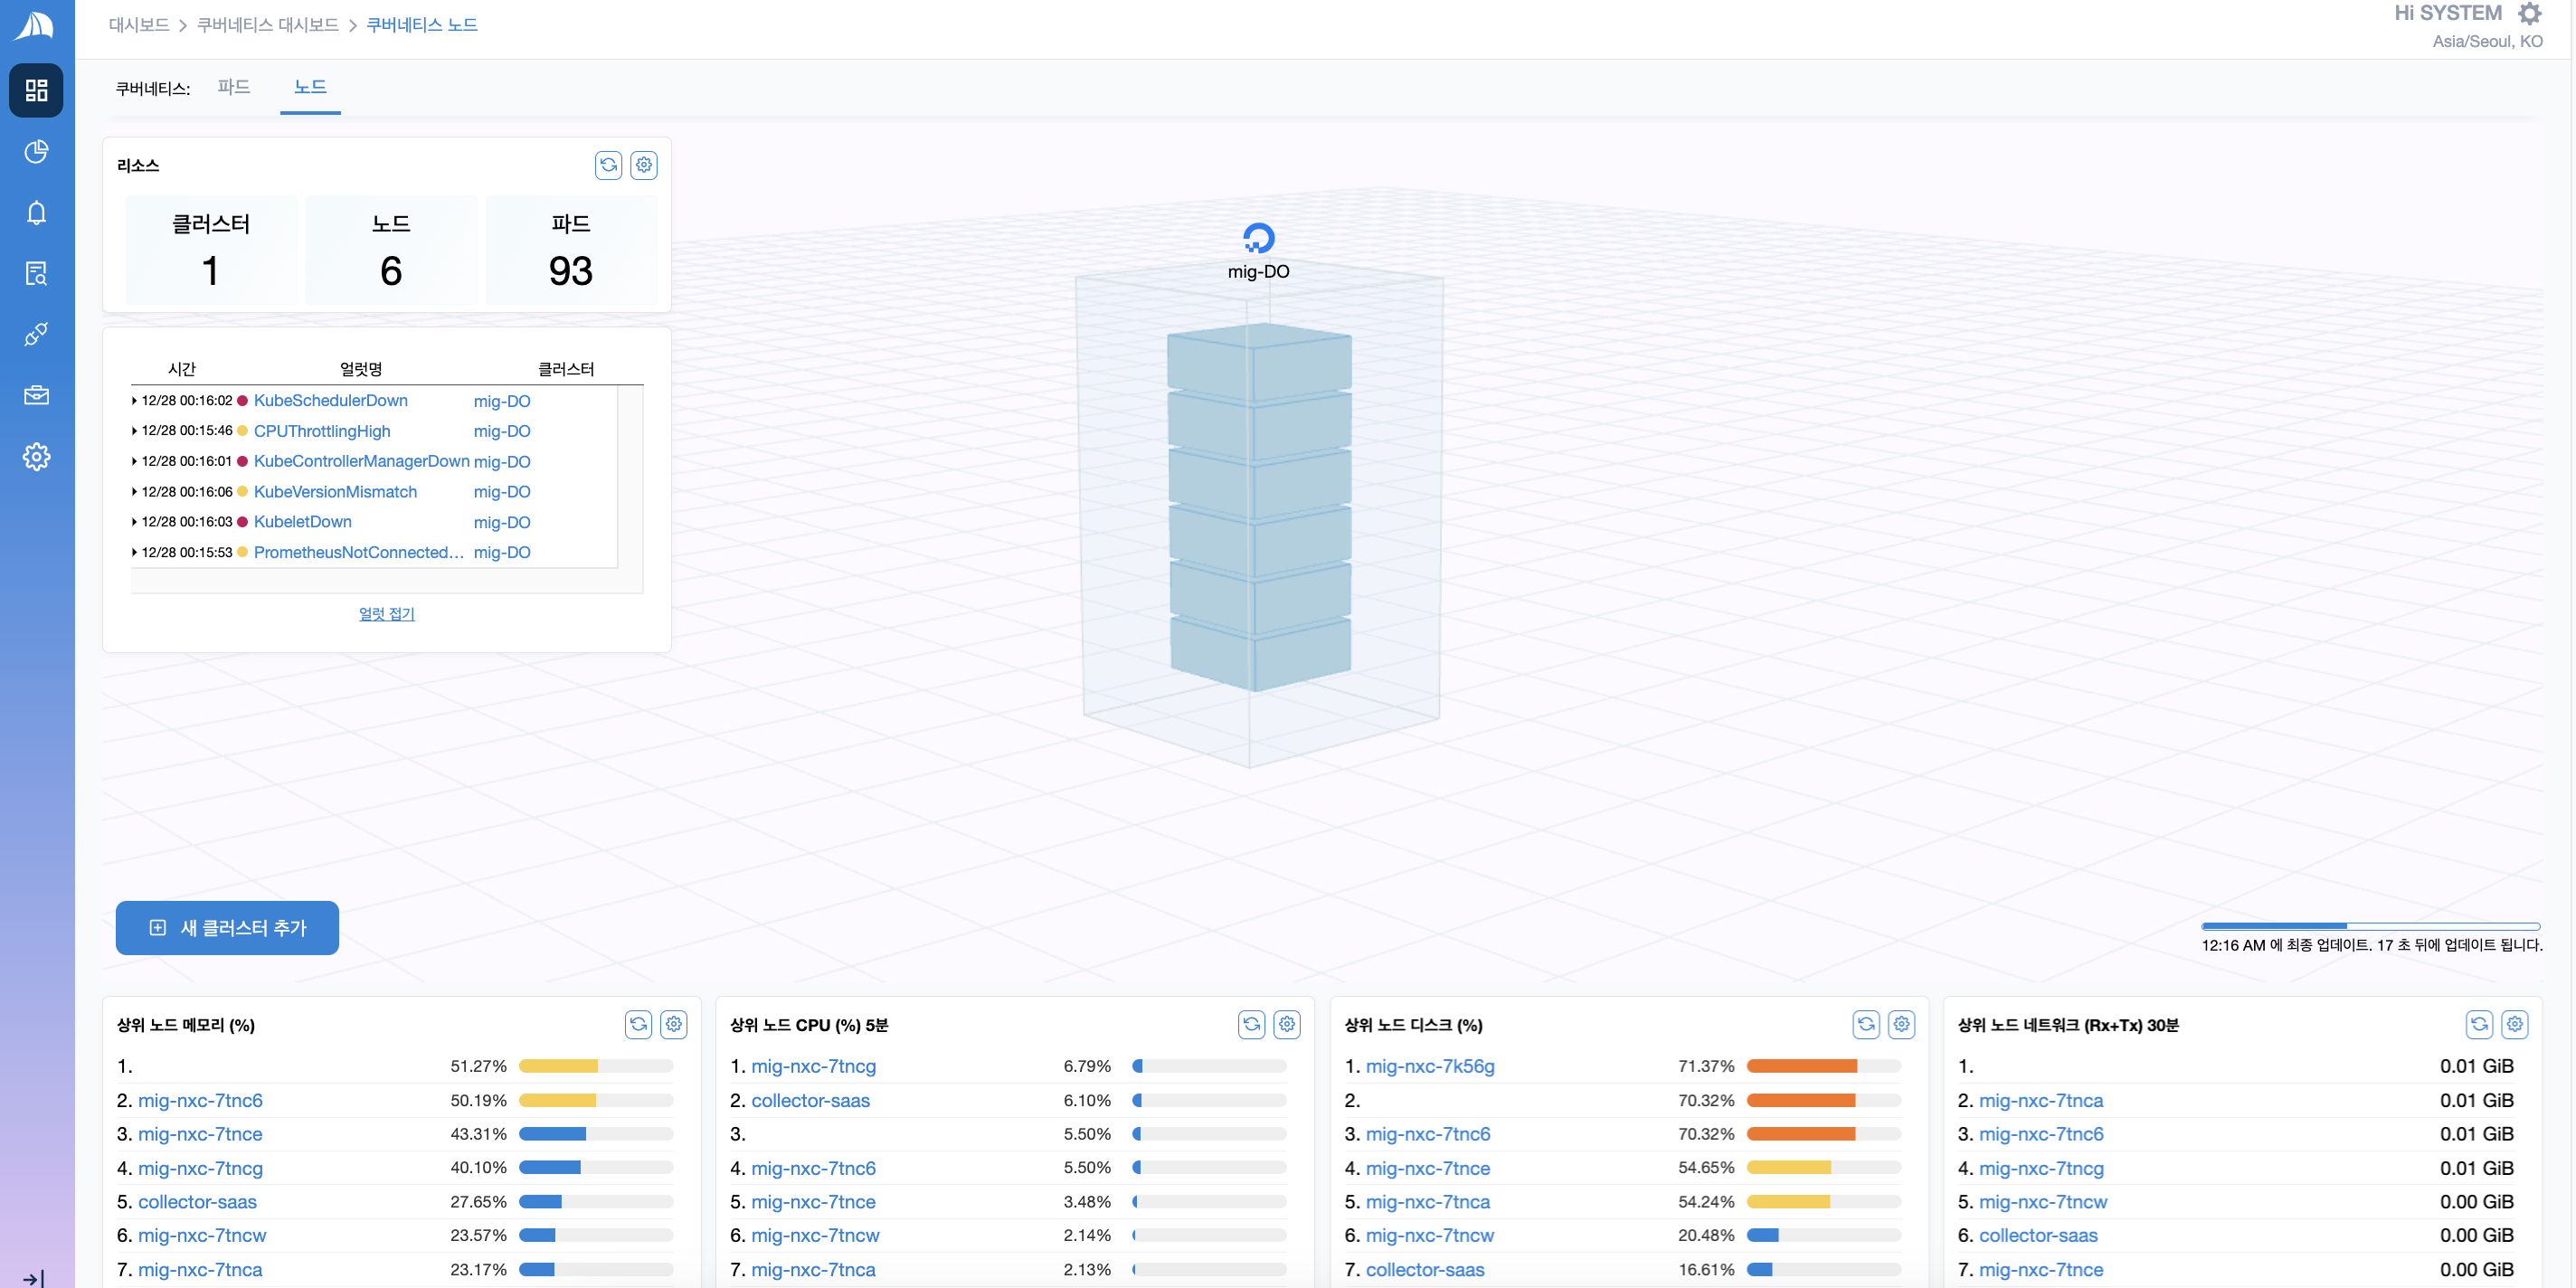 대시보드 > 쿠버네티스 대시보드 > 쿠버네티스 노드
Hi SYSTEM
Asia/Seoul, KO
쿠버네티스: 파드 노드
리소스
클러스터 노드 파드
1 6 93
시간 얼럿명 클러스터
12/28 00:16:02 KubeSchedulerDown mig-DO
12/28 00:15:46 CPUThrottlingHigh mig-DO
12/28 00:16:01 KubeControllerManagerDown mig-DO
12/28 00:16:06 KubeVersionMismatch mig-DO
12/28 00:16:03 KubeletDown mig-DO
12/28 00:15:53 PrometheusNotConnected... mig-DO
얼럿 접기
mig-DO
새 클러스터 추가
12:16 AM 에 최종 업데이트. 17 초 뒤에 업데이트 됩니다.
상위 노드 메모리 (%)
1. 51.27%
2. mig-nxc-7tnc6 50.19%
3. mig-nxc-7tnce 43.31%
4. mig-nxc-7tncg 40.10%
5. collector-saas 27.65%
6. mig-nxc-7tncw 23.57%
7. mig-nxc-7tnca 23.17%
상위 노드 CPU (%) 5분
1. mig-nxc-7tncg 6.79%
2. collector-saas 6.10%
3. 5.50%
4. mig-nxc-7tnc6 5.50%
5. mig-nxc-7tnce 3.48%
6. mig-nxc-7tncw 2.14%
7. mig-nxc-7tnca 2.13%
상위 노드 디스크 (%)
1. mig-nxc-7k56g 71.37%
2. 70.32%
3. mig-nxc-7tnc6 70.32%
4. mig-nxc-7tnce 54.65%
5. mig-nxc-7tnca 54.24%
6. mig-nxc-7tncw 20.48%
7. collector-saas 16.61%
상위 노드 네트워크 (Rx+Tx) 30분
1. 0.01 GiB
2. mig-nxc-7tnca 0.01 GiB
3. mig-nxc-7tnc6 0.01 GiB
4. mig-nxc-7tncg 0.01 GiB
5. mig-nxc-7tncw 0.00 GiB
6. collector-saas 0.00 GiB
7. mig-nxc-7tnce 0.00 GiB